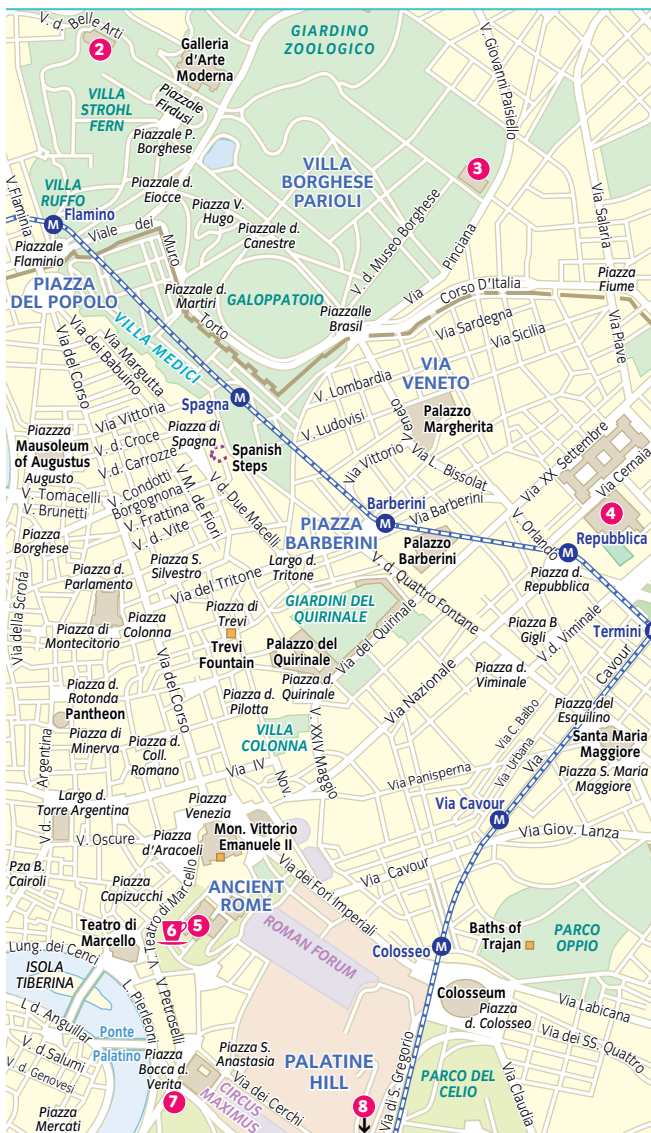 V. d. Belle Arti
2
Galleria
d'Arte
Moderna
GIARDINO
ZOOLOGICO
V. Giovanni Paisiello
VILLA
STROHL
FERN
Piazzale
Firdusi
Piazzale P.
Borghese
VILLA
BORGHESE
PARIOLI
3
VILLA
RUFFO
Piazzale d.
Eiocce
Piazza V.
Hugo
Piazzale d.
Canestre
V. d. Museo Borghese
Via Salaria
V. Flaminia
M
Flamino
Viale dei Muro Torto
Piazzale
Flaminio
Via Pinciana
PIAZZA
DEL POPOLO
Piazzale d.
Martiri
GALOPPATOIO
Piazzalle
Brasil
Corso D'Italia
Piazza
Fiume
VILLA MEDICI
Via Sardegna
Via Sicilia
Via Piave
Via del Corso
Via dei Babuino
Via Margutta
VIA
VENETO
Spagna
M
V. Lombardia
V. Ludovisi
V. Veneto
Palazzo
Margherita
Via Vittoria
Piazza di
Spagna
Spanish
Steps
Piazzza
Mausoleum
of Augustus
Augusto
V. d. Croce
V. d. Carrozze
Via Vittorio
Via L. Bissolat
Via XX. Settembre
Via Cernaia
V. Tomacelli
V. Brunetti
V. Condotti
Borgognona
V. Frattina
V. d. Vite
V. M. de Fiori
V. d. Due Macelli
Barberini
M
Via Barberini
4
Piazza
Borghese
PIAZZA
BARBERINI
Palazzo
Barberini
V. Orlando
Repubblica
M
Piazza S.
Silvestro
Largo d.
Tritone
V. d. Quattro Fontane
Piazza d.
Repubblica
Piazza d.
Parlamento
Via del Tritone
GIARDINI DEL
QUIRINALE
Via della Scrofa
Piazza di
Montecitorio
Piazza
Colonna
Piazza di
Trevi
Trevi
Fountain
Palazzo del
Quirinale
Via del Quirinale
Piazza B
Gigli
V. d. Viminale
Termini
Piazza d.
Rotonda
Pantheon
Via del Corso
Piazza d.
Pilotta
Piazza d.
Quirinale
Via Nazionale
Piazza d.
Viminale
Via Cavour
Piazza di
Minerva
Piazza d.
Coll.
Romano
VILLA
COLONNA
V. XXIV Maggio
Via C. Balbo
Via Urbana
Piazza del
Esquilino
Santa Maria
Maggiore
Piazza S. Maria
Maggiore
V. d. Argentina
Via IV Nov.
Via Panisperna
Largo d.
Torre Argentina
Piazza
Venezia
Via Cavour
M
V. Oscure
Piazza
d'Aracoeli
Mon. Vittorio
Emanuele II
Via Giov. Lanza
Pza B.
Cairoli
Piazza
Capizucchi
V. Teatro di Marcello
ANCIENT
ROME
Via dei Fori Imperiali
Via Cavour
Teatro di
Marcello
6
5
ROMAN FORUM
Colosseo
M
Baths of
Trajan
PARCO
OPPIO
Lung. dei Cenci
ISOLA
TIBERINA
L. Pierleoni
V. Petroselli
Colosseum
Piazza
d. Colosseo
Via Labicana
L d. Anguillar
Ponte
Palatino
V. d. Salumi
V. d. Genovesi
Piazza
Bocca d.
Verita
Piazza S.
Anastasia
PALATINE
HILL
Via di S. Gregorio
PARCO DEL
CELIO
Via dei SS. Quattro
Via Claudia
Piazza
Mercati
7
CIRCUS
MAXIMUS
Via dei Cerchi
8